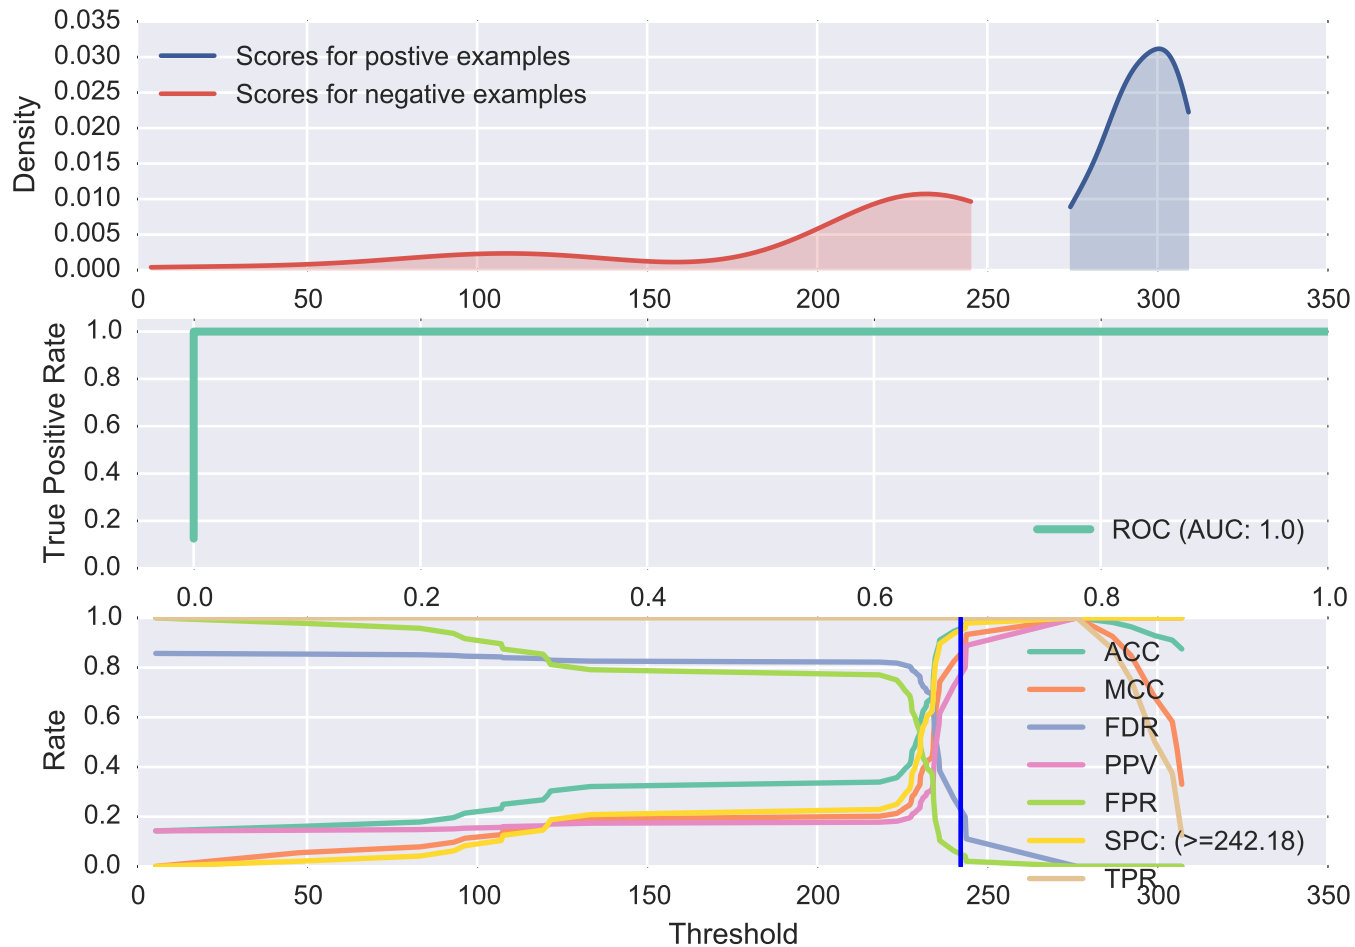 0.035
0.030
0.025
0.020
0.015
0.010
0.005
0.000
Density
Scores for postive examples
Scores for negative examples
0 50 100 150 200 250 300 350
1.0
0.8
0.6
0.4
0.2
0.0
True Positive Rate
ROC (AUC: 1.0)
0.0 0.2 0.4 0.6 0.8 1.0
1.0
0.8
0.6
0.4
0.2
0.0
Rate
ACC
MCC
FDR
PPV
FPR
SPC: (>=242.18)
TPR
0 50 100 150 200 250 300 350
Threshold